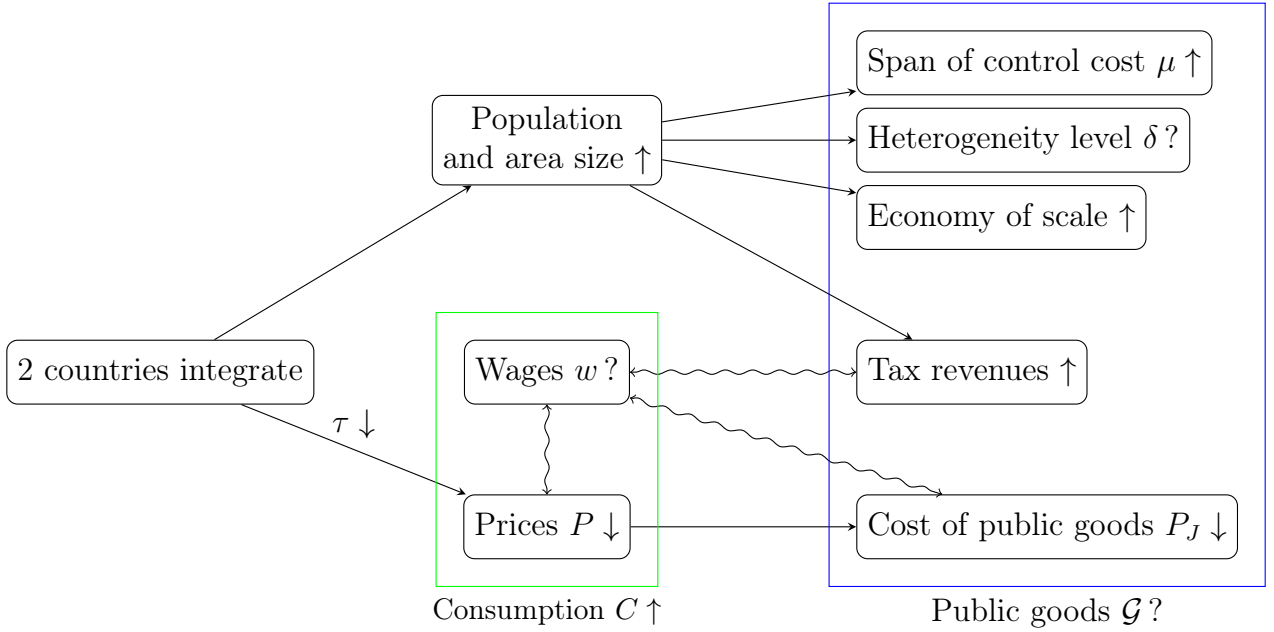 Span of control cost μ ↑
Population
and area size ↑
Heterogeneity level δ ?
Economy of scale ↑
2 countries integrate
Wages w ?
Tax revenues ↑
τ ↓
Prices P ↓
Cost of public goods P_J ↓
Consumption C ↑
Public goods 𝒢 ?